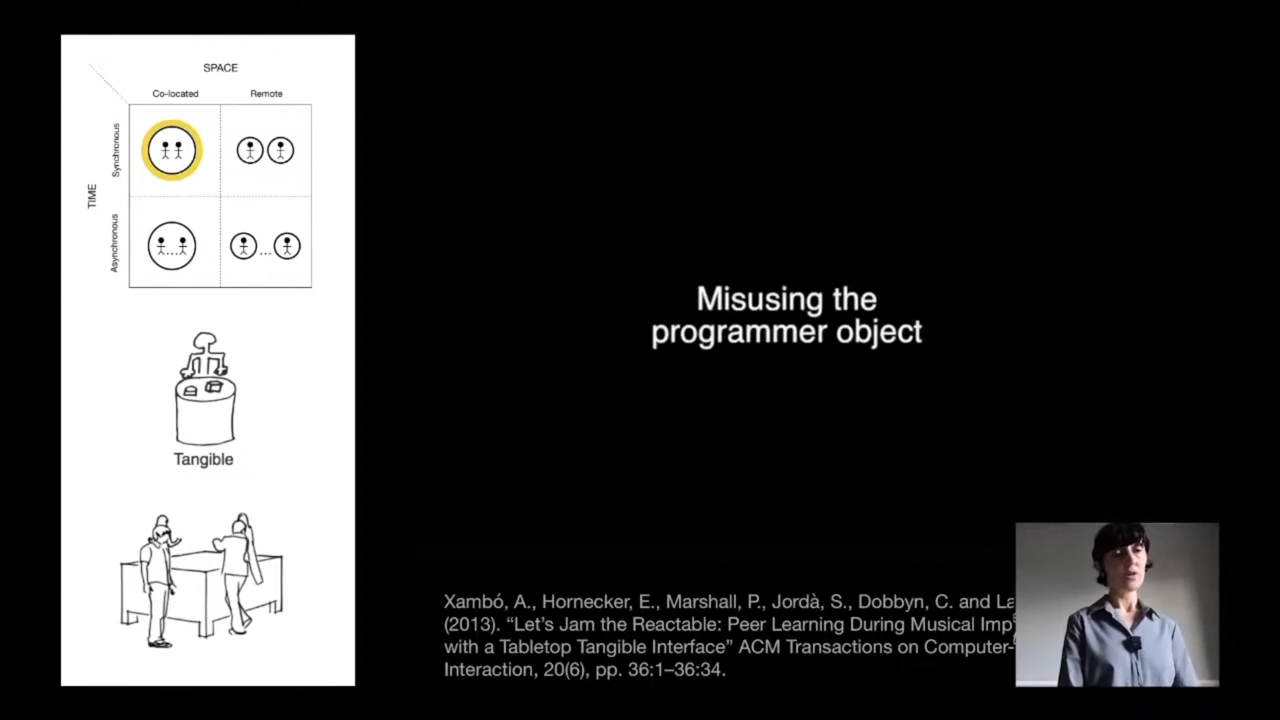 SPACE
Co-located Remote
TIME
Synchronous
Asynchronous
Tangible
Misusing the
programmer object
Xambó, A., Hornecker, E., Marshall, P., Jordà, S., Dobbyn, C. and
(2013). “Let’s Jam the Reactable: Peer Learning During Musical
with a Tabletop Tangible Interface” ACM Transactions on Computer-
Interaction, 20(6), pp. 36:1–36:34.